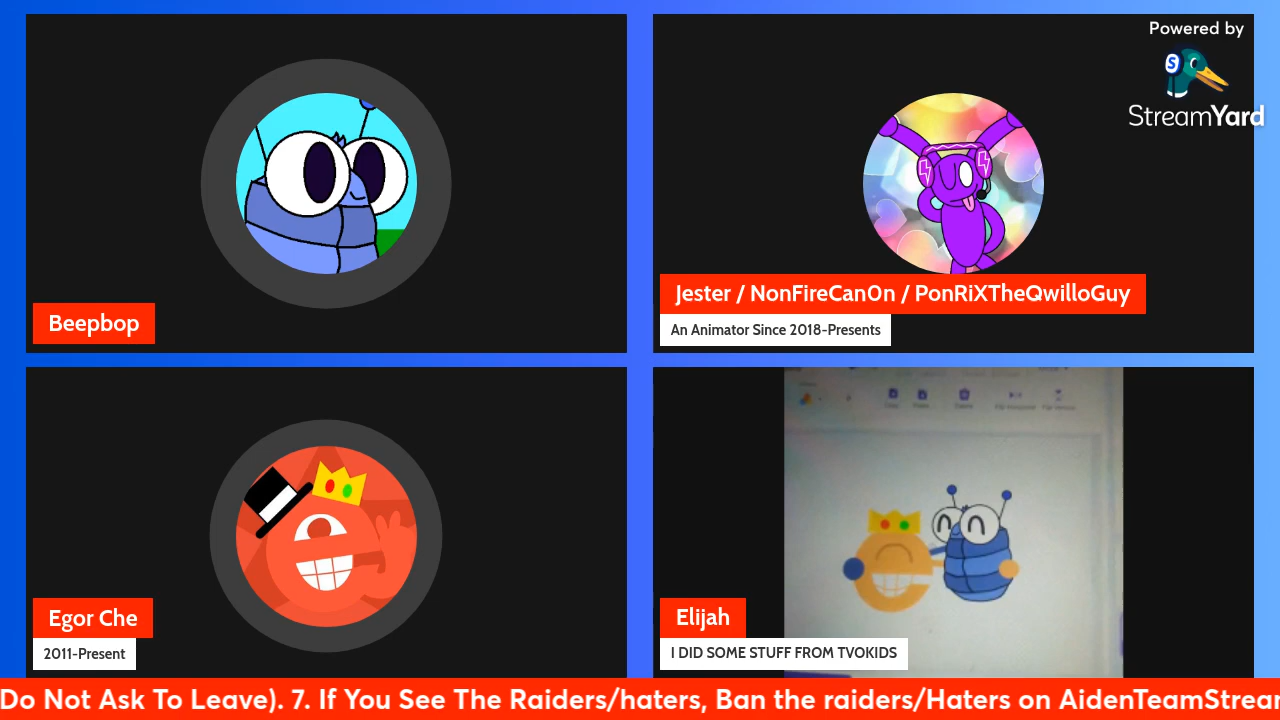 Powered by
StreamYard
Beepbop
Jester / NonFireCan0n / PonRiXTheQwilloGuy
An Animator Since 2018-Presents
Egor Che
2011-Present
Elijah
I DID SOME STUFF FROM TVOKIDS
Do Not Ask To Leave). 7. If You See The Raiders/haters, Ban the raiders/Haters on AidenTeamStrea